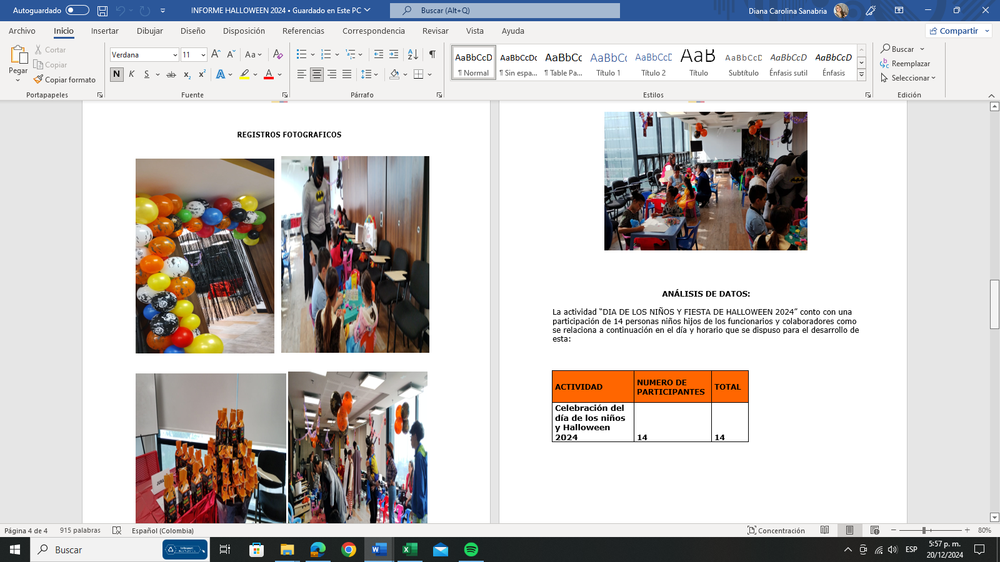 Autoguardado
INFORME HALLOWEEN 2024 • Guardado en Este PC
Buscar (Alt+Q)
Diana Carolina Sanabria
Archivo Inicio Insertar Dibujar Diseño Disposición Referencias Correspondencia Revisar Vista Ayuda
Compartir
Pegar
Cortar
Copiar
Copiar formato
Portapapeles
Verdana 11
Aa
N K S ab x₂ x² A A
Fuente
Párrafo
AaBbCcD AaBbCcDc AaBbCc AaBbCc AaBbCcD AaB AaBbCcD AaBbCcD AaBbCcD
¶ Normal ¶ Sin espa... ¶ Table Pa... Título 1 Título 2 Título Subtítulo Énfasis sutil Énfasis
Estilos
Buscar
Reemplazar
Seleccionar
Edición
REGISTROS FOTOGRAFICOS
ANÁLISIS DE DATOS:
La actividad “DIA DE LOS NIÑOS Y FIESTA DE HALLOWEEN 2024” conto con una
participación de 14 personas niños hijos de los funcionarios y colaboradores como
se relaciona a continuación en el día y horario que se dispuso para el desarrollo de
esta:
ACTIVIDAD
NUMERO DE
PARTICIPANTES
TOTAL
Celebración del
día de los niños
y Halloween
2024
14
14
Página 4 de 4 915 palabras Español (Colombia)
Concentración
80%
Buscar
Intranet
ESP
5:57 p. m.
20/12/2024